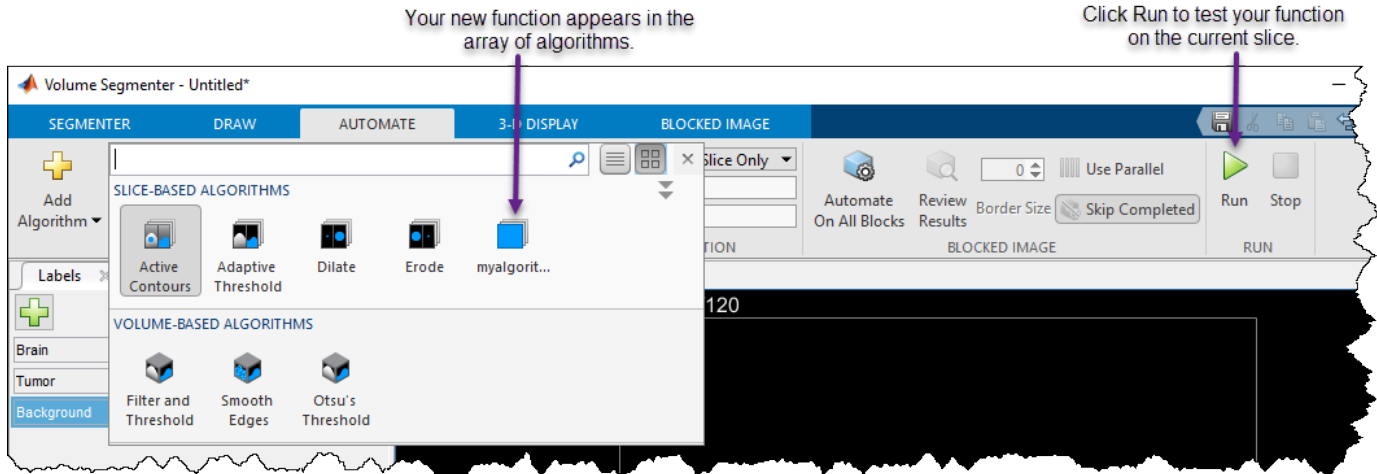 Your new function appears in the
array of algorithms.
Click Run to test your function
on the current slice.
Volume Segmenter - Untitled*
SEGMENTER
DRAW
AUTOMATE
3-D DISPLAY
BLOCKED IMAGE
Add
Algorithm
Slice Only
Automate
On All Blocks
Review
Results
Border Size
0
Use Parallel
Skip Completed
Run
Stop
TION
BLOCKED IMAGE
RUN
SLICE-BASED ALGORITHMS
Active
Contours
Adaptive
Threshold
Dilate
Erode
myalgorit...
VOLUME-BASED ALGORITHMS
Filter and
Threshold
Smooth
Edges
Otsu's
Threshold
Labels
Brain
Tumor
Background
120